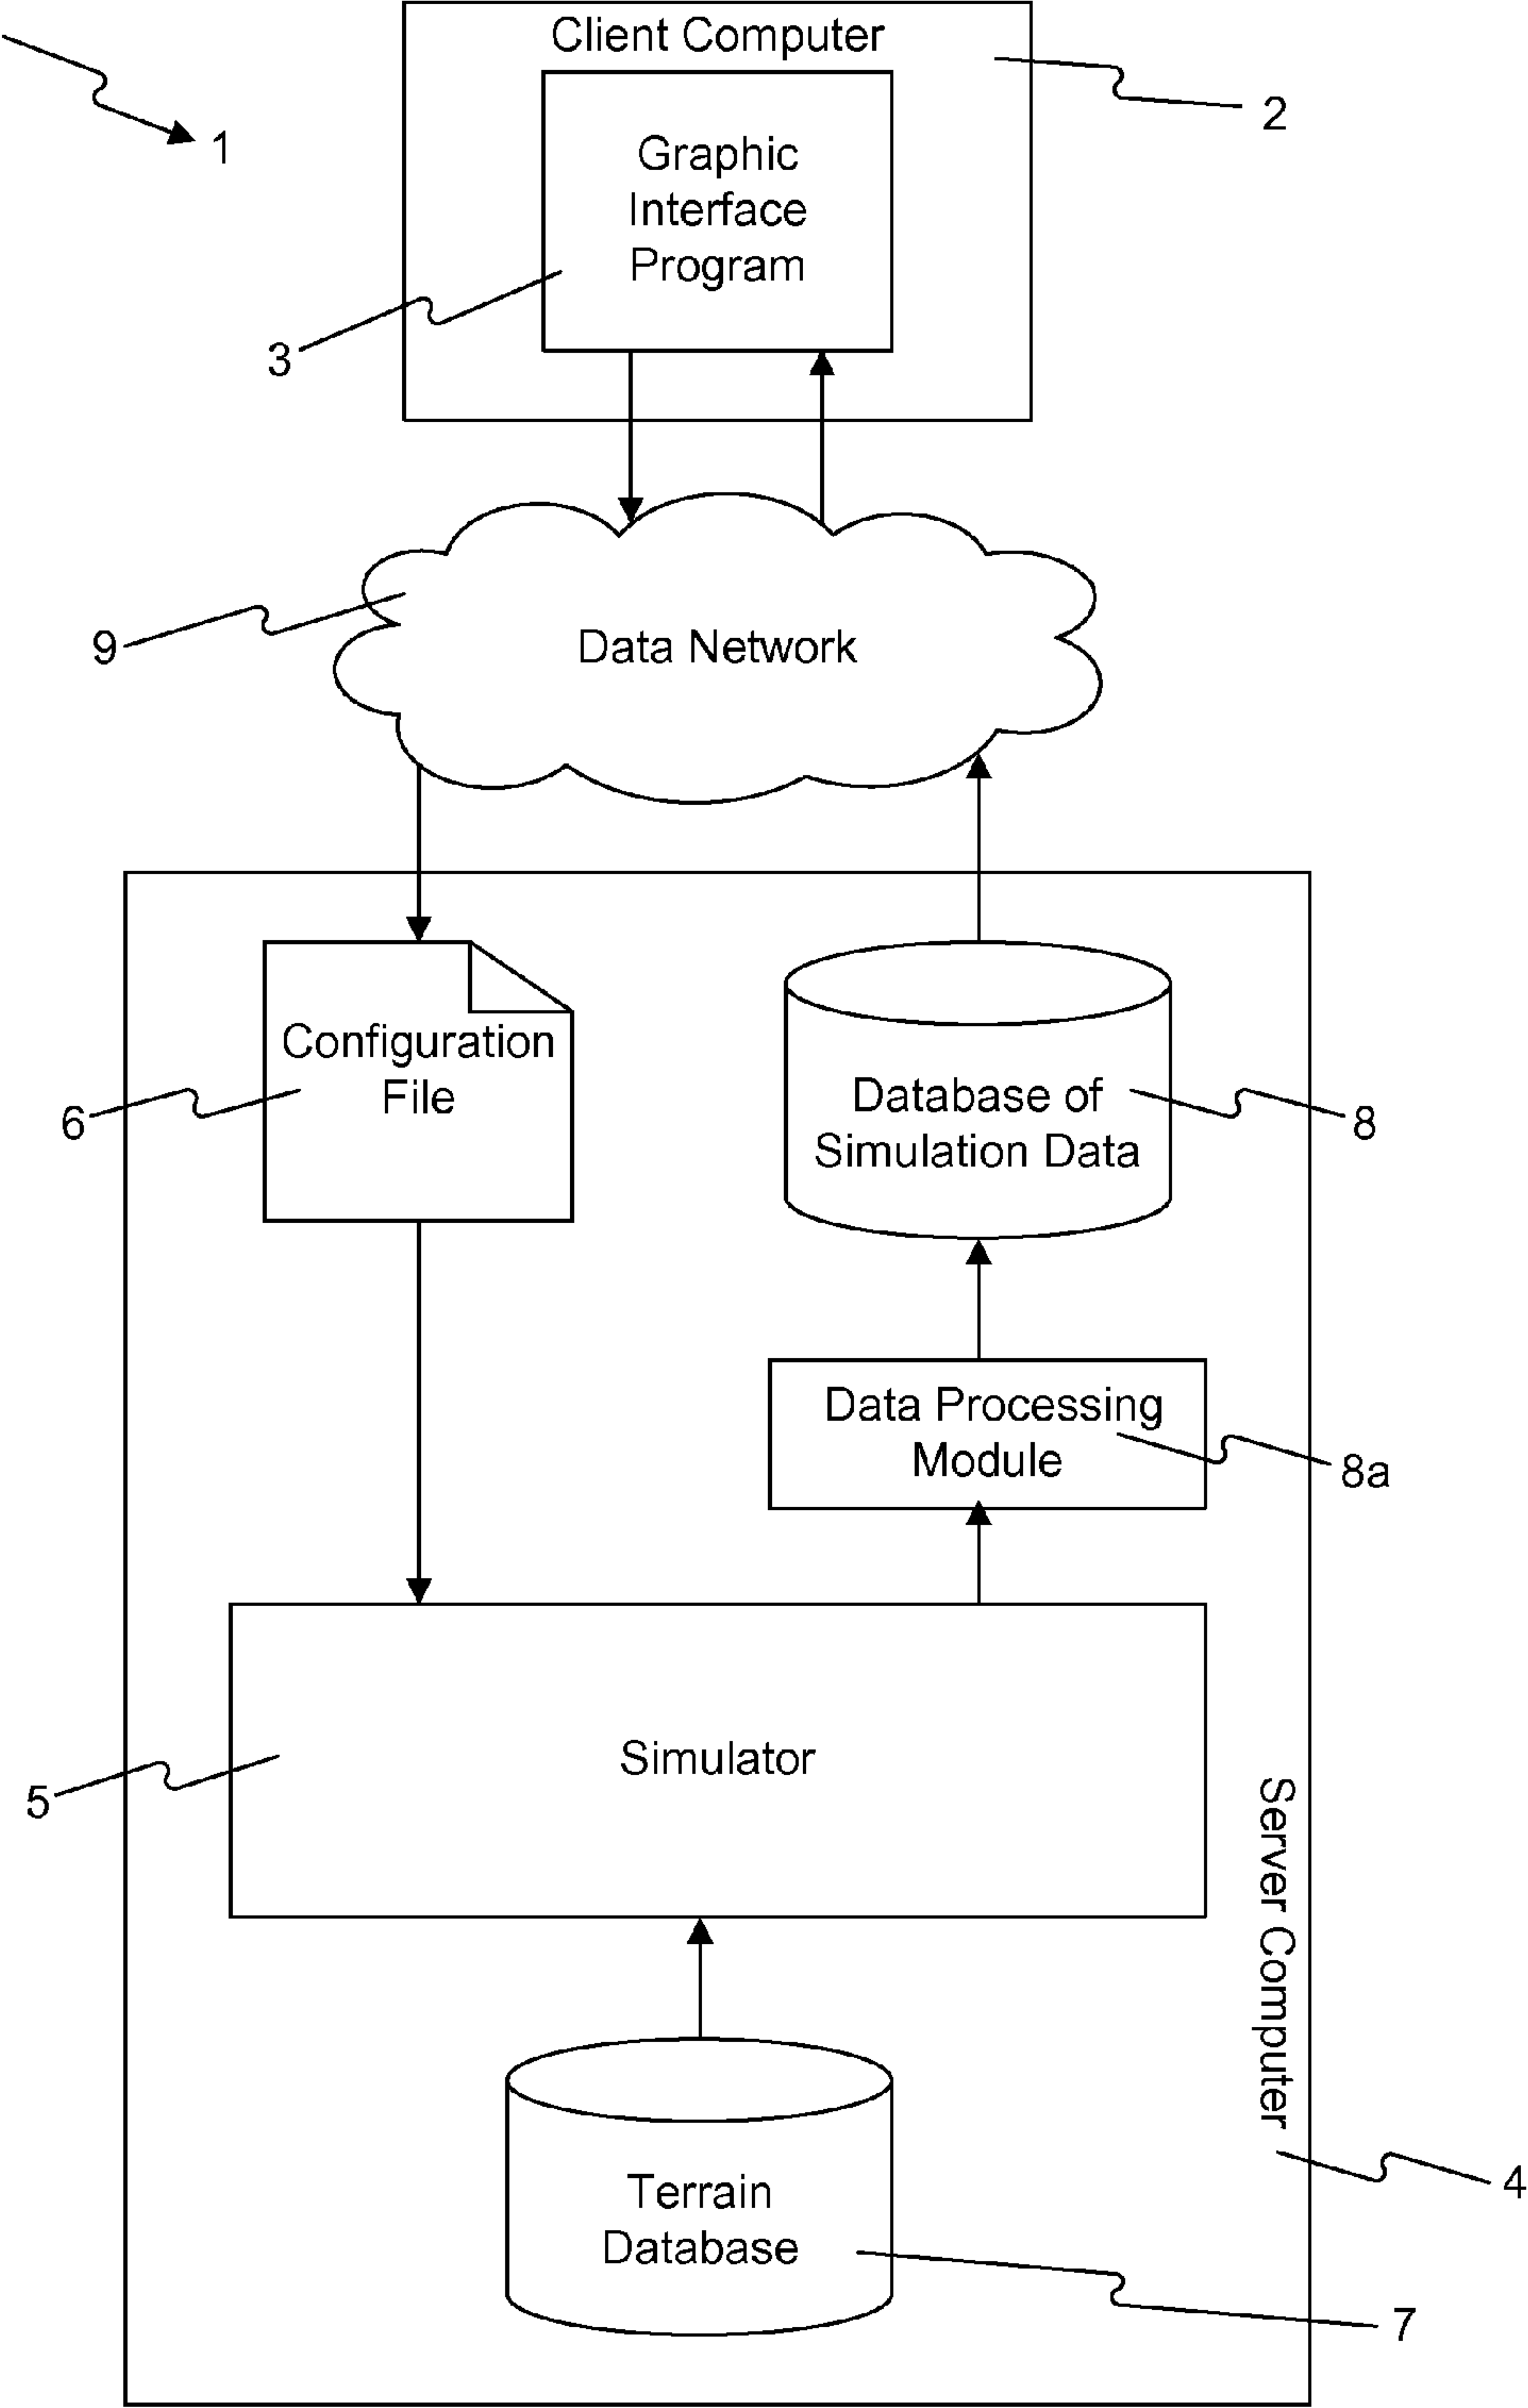 Client Computer
2
1
Graphic
Interface
Program
3
9
Data Network
Configuration
File
6
Database of
Simulation Data
8
Data Processing
Module
8a
Simulator
5
Server Computer
4
Terrain
Database
7